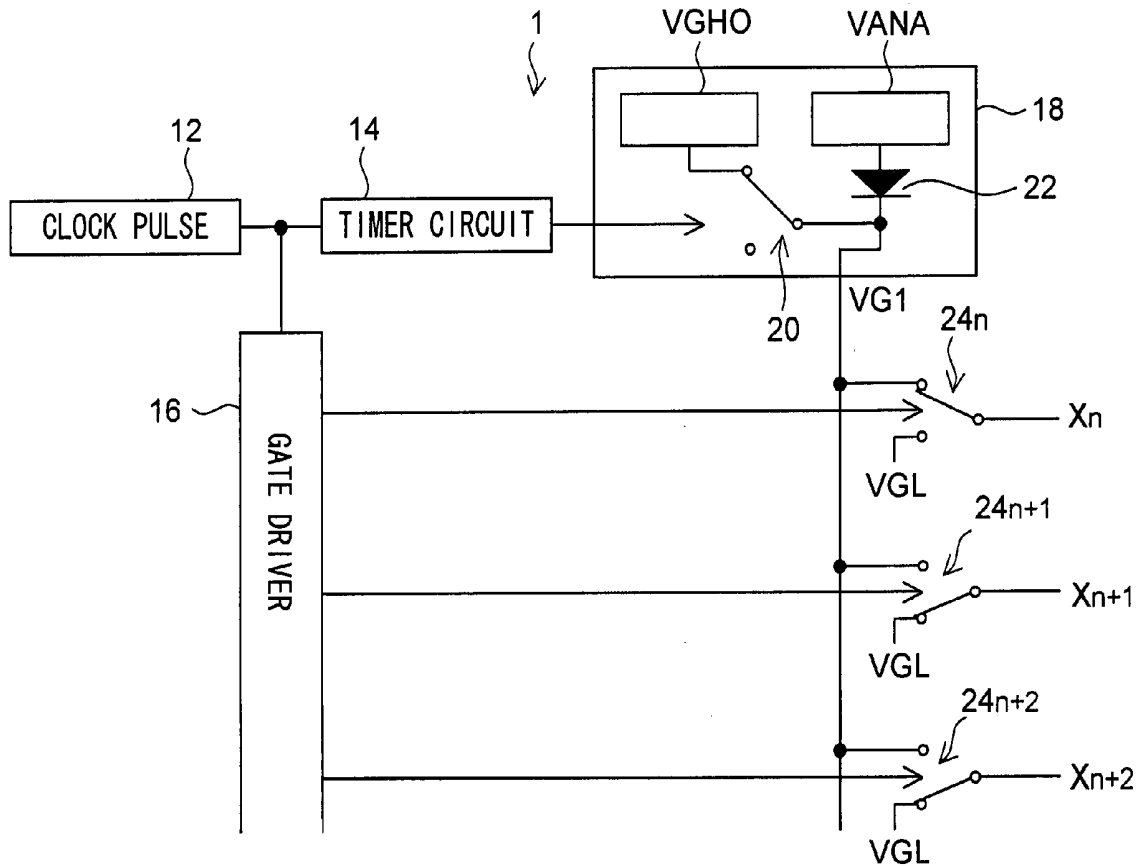 1
VGHO
VANA
18
12
14
22
CLOCK PULSE
TIMER CIRCUIT
20
VG1
24n
16
GATE DRIVER
Xn
VGL
24n+1
Xn+1
VGL
24n+2
Xn+2
VGL